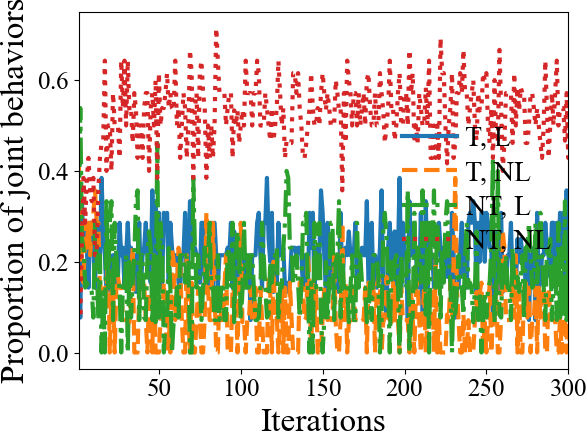 Proportion of joint behaviors
0.6
0.4
0.2
0.0
T, L
T, NL
NT, L
NT, NL
50
100
150
200
250
300
Iterations